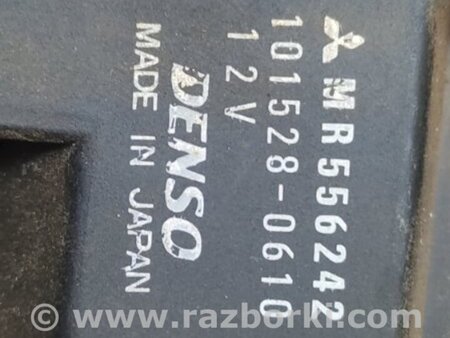 MR556242
101528-0610
12V
DENSO
MADE IN JAPAN
© www.razborki.com